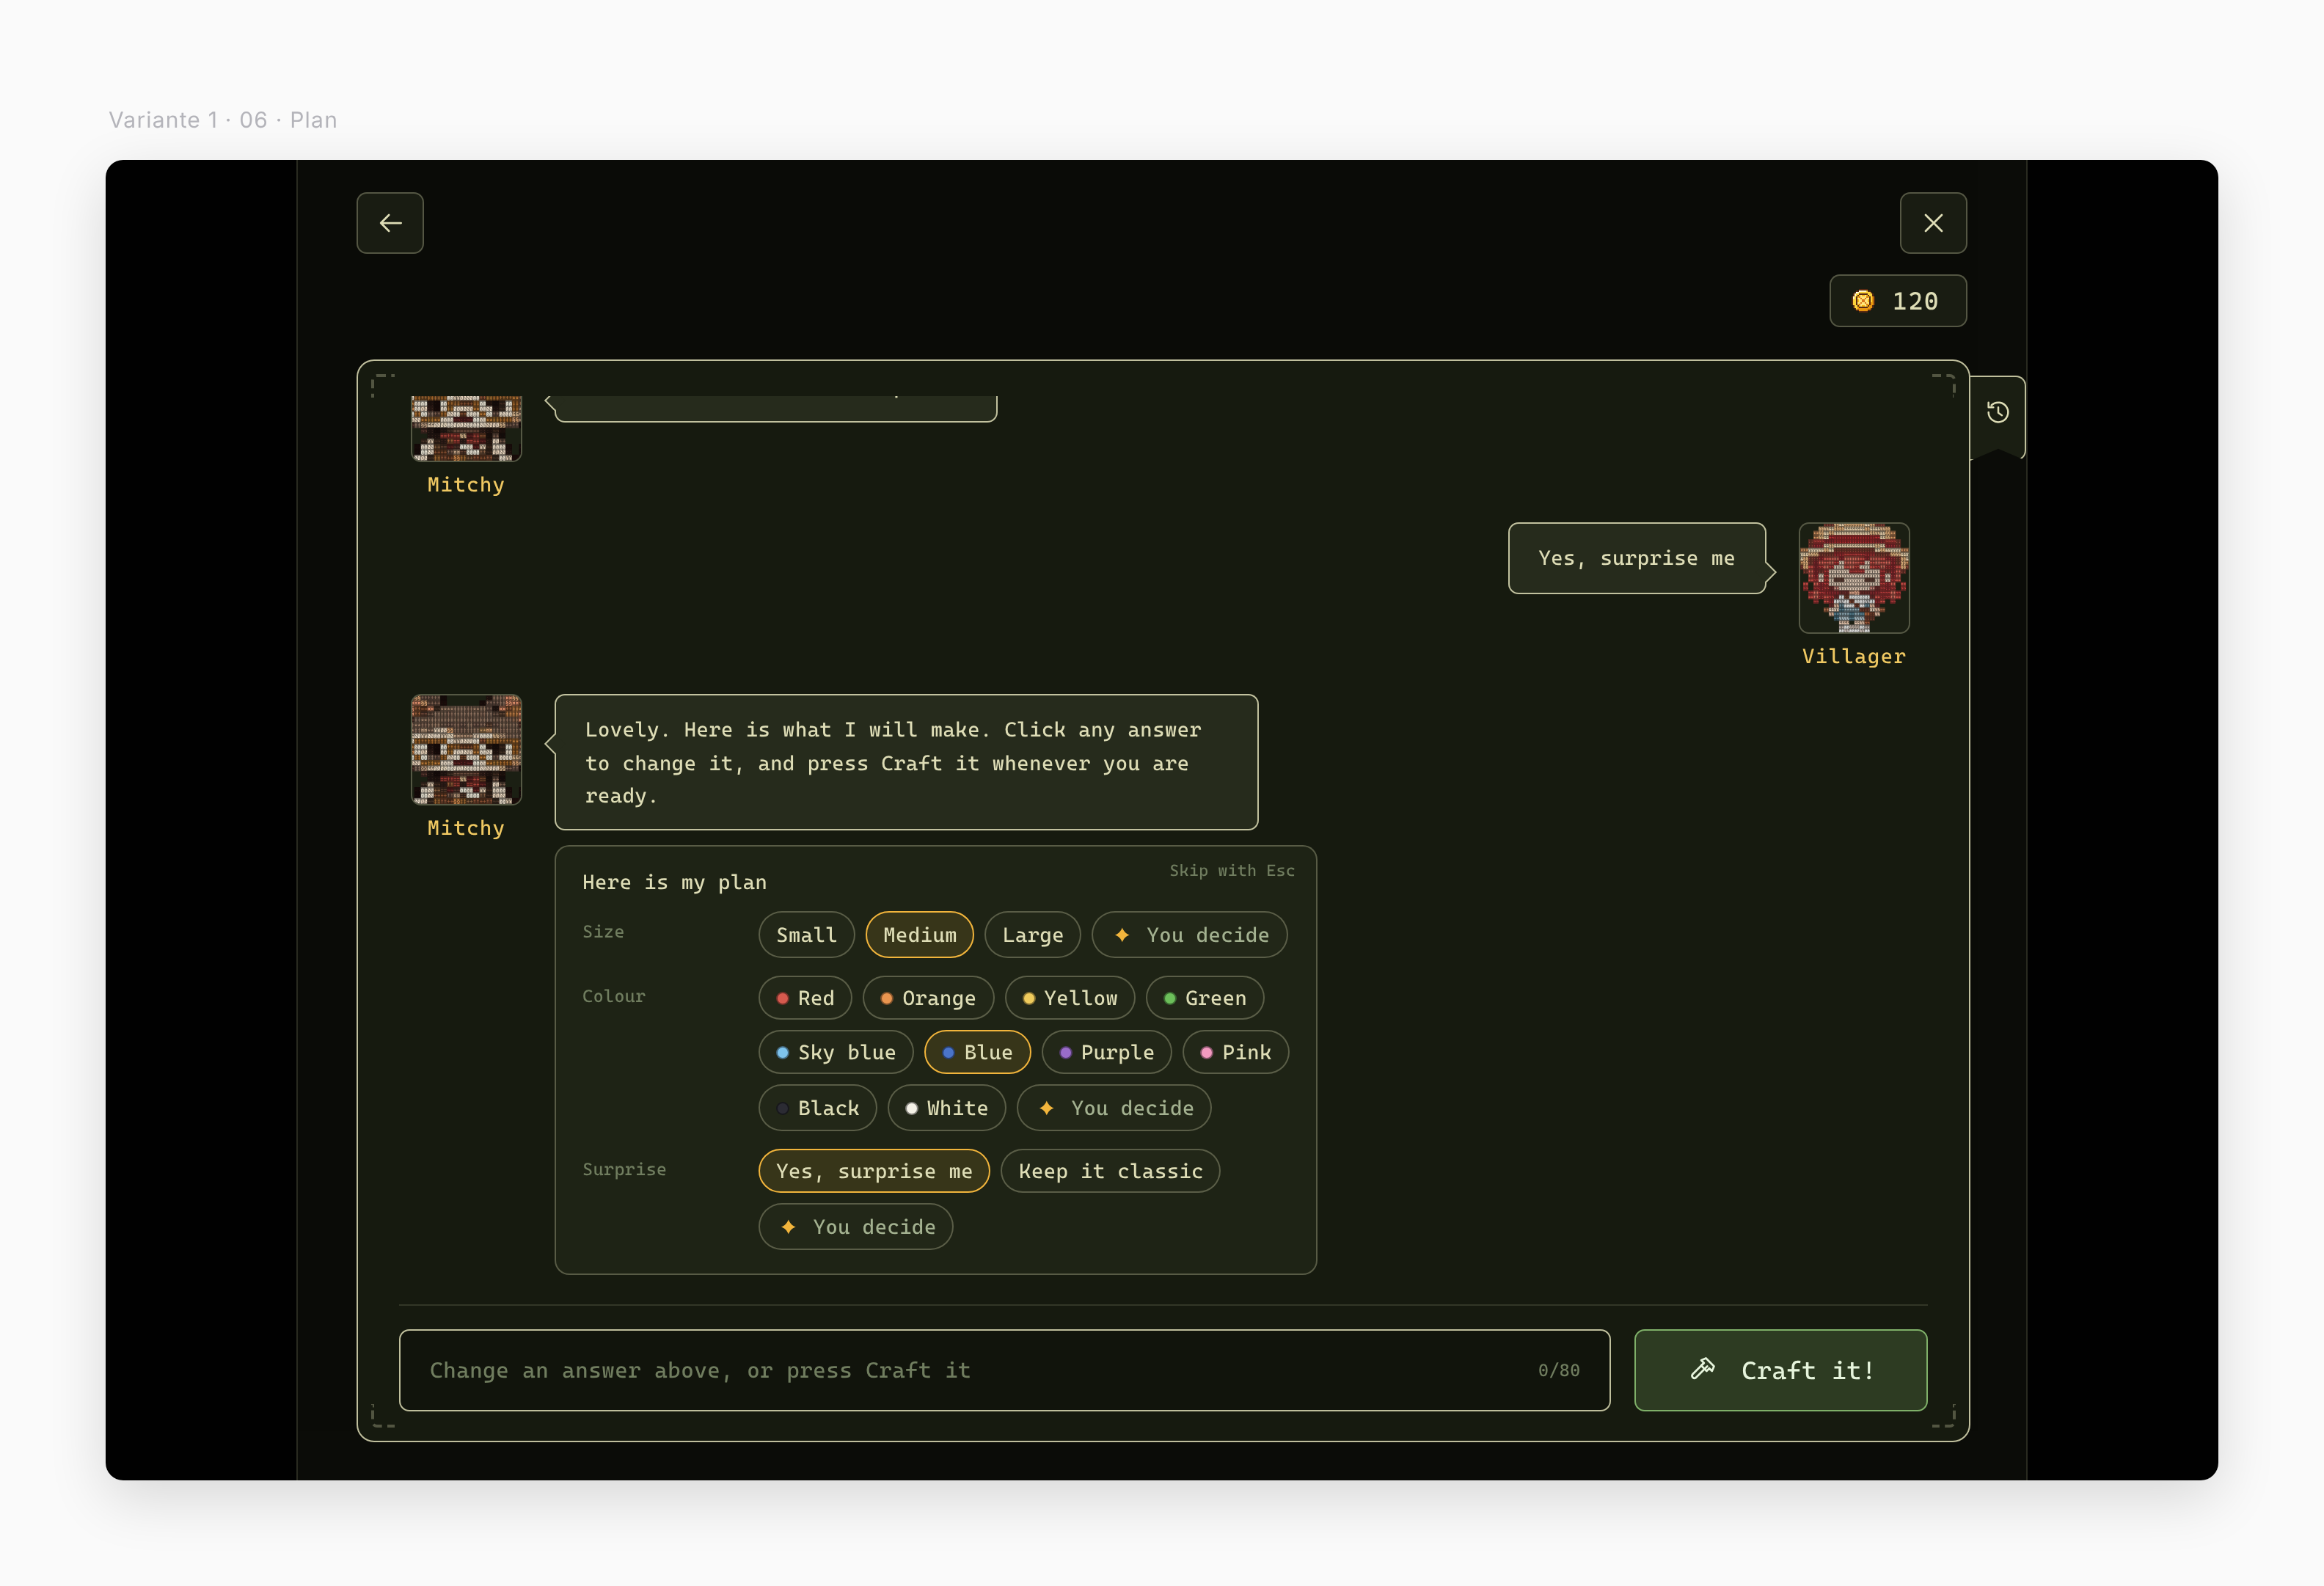 Variante 1 · 06 · Plan
120
Mitchy
Yes, surprise me
Villager
Lovely. Here is what I will make. Click any answer
to change it, and press Craft it whenever you are
ready.
Mitchy
Skip with Esc
Here is my plan
Size
Small
Medium
Large
You decide
Colour
Red
Orange
Yellow
Green
Sky blue
Blue
Purple
Pink
Black
White
You decide
Surprise
Yes, surprise me
Keep it classic
You decide
Change an answer above, or press Craft it
0/80
Craft it!